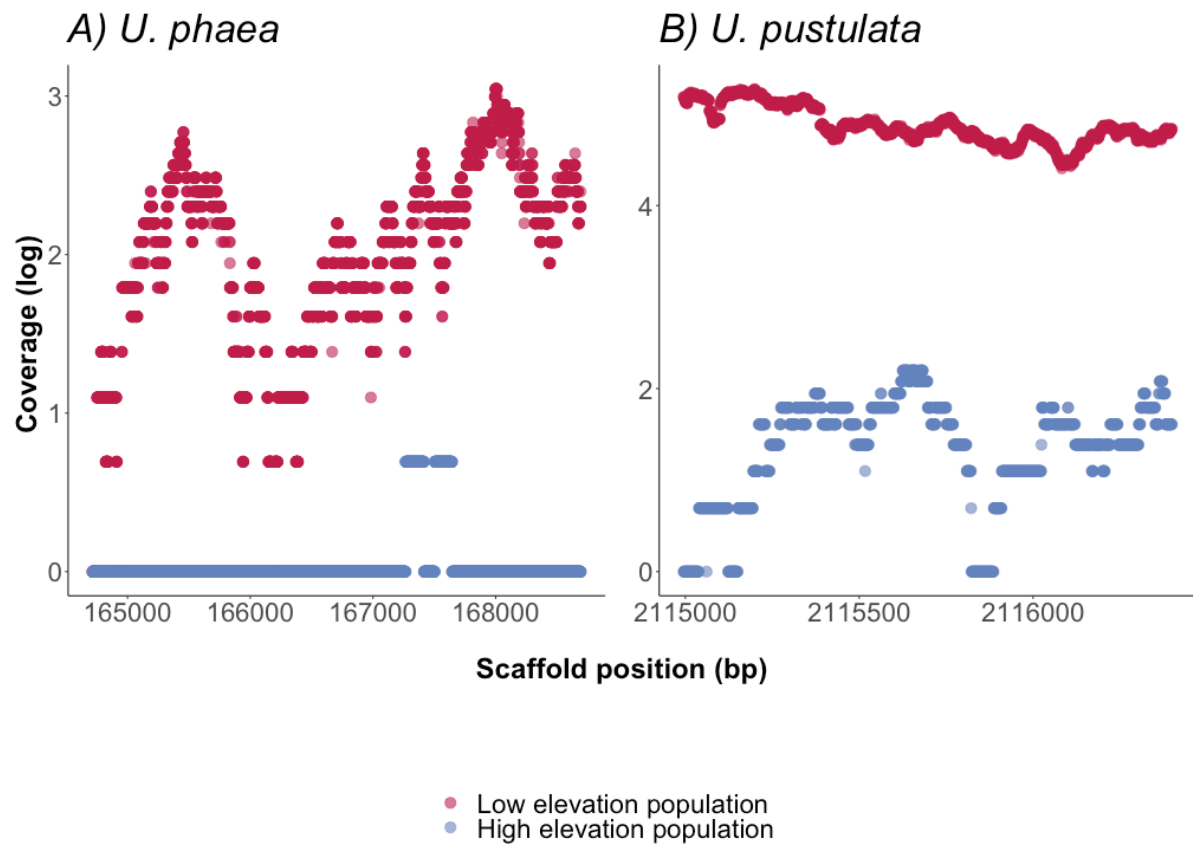 A) U. phaea
B) U. pustulata
Coverage (log)
3
2
1
0
4
2
0
165000 166000 167000 168000
2115000 2115500 2116000
Scaffold position (bp)
Low elevation population
High elevation population